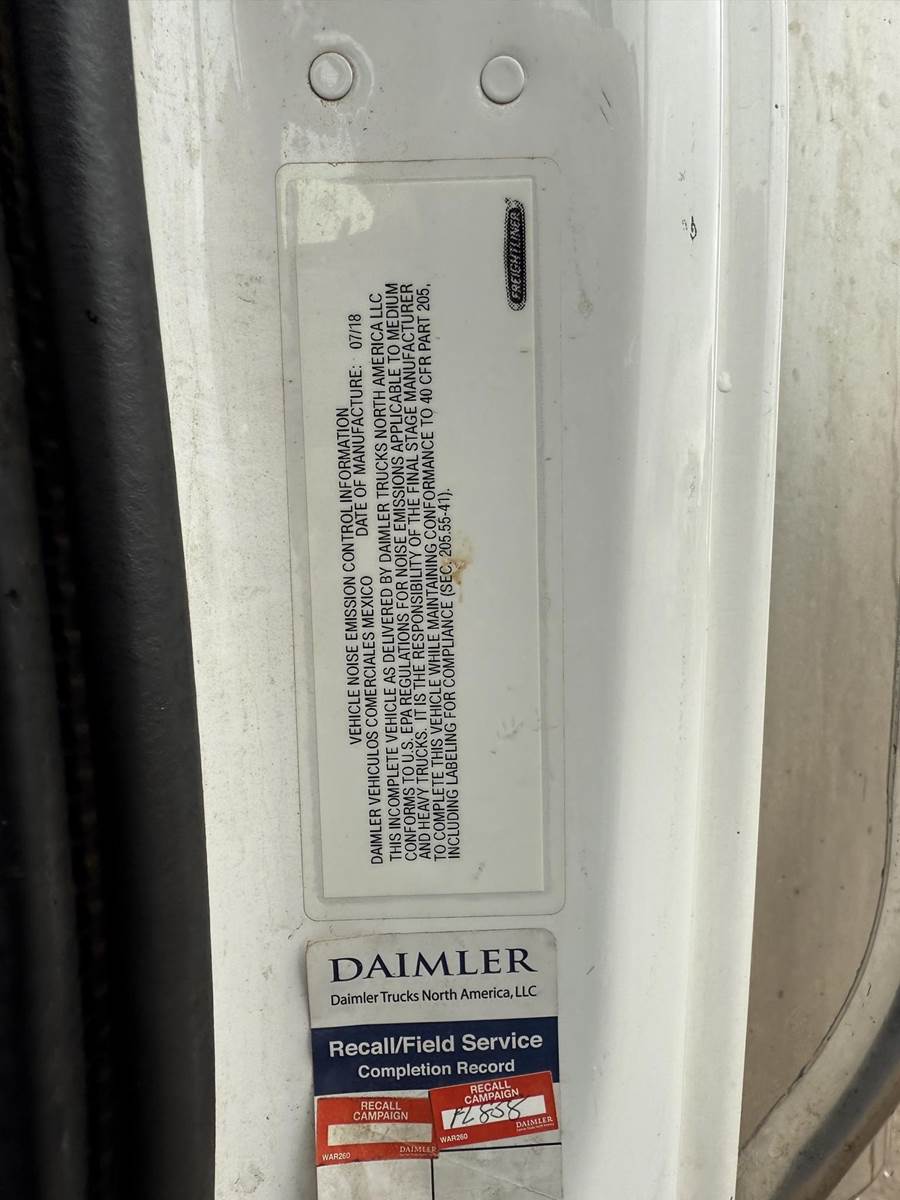 FREIGHTLINER
VEHICLE NOISE EMISSION CONTROL INFORMATION
DATE OF MANUFACTURE: 07/18
DAIMLER VEHICULOS COMERCIALES MEXICO
THIS INCOMPLETE VEHICLE AS DELIVERED BY DAIMLER TRUCKS NORTH AMERICA LLC
CONFORMS TO U.S. EPA REGULATIONS FOR NOISE EMISSIONS APPLICABLE TO MEDIUM
AND HEAVY TRUCKS. IT IS THE RESPONSIBILITY OF THE FINAL STAGE MANUFACTURER
TO COMPLETE THIS VEHICLE WHILE MAINTAINING CONFORMANCE TO 40 CFR PART 205,
INCLUDING LABELING FOR COMPLIANCE (SEC. 205.55-41).
DAIMLER
Daimler Trucks North America, LLC
Recall/Field Service
Completion Record
RECALL
CAMPAIGN
WAR260
DAIMLER
RECALL
CAMPAIGN
FL858
WAR260
DAIMLER